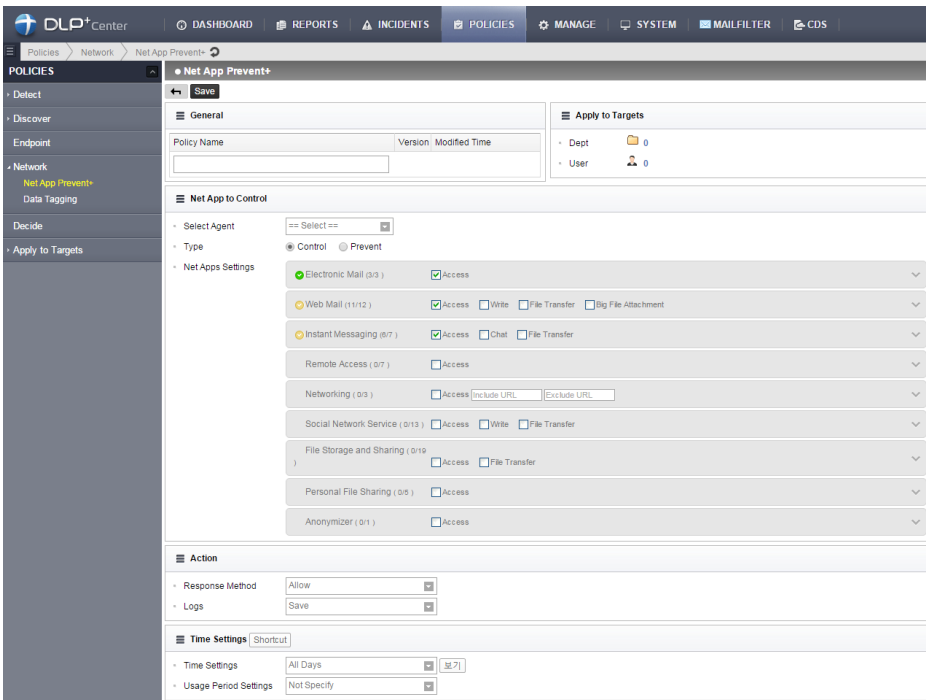 DLP+Center
DASHBOARD
REPORTS
INCIDENTS
POLICIES
MANAGE
SYSTEM
MAILFILTER
CDS
Policies
Network
Net App Prevent+
POLICIES
Detect
Discover
Endpoint
Network
Net App Prevent+
Data Tagging
Decide
Apply to Targets
Net App Prevent+
Save
General
Policy Name Version Modified Time
Apply to Targets
Dept 0
User 0
Net App to Control
Select Agent == Select ==
Type Control Prevent
Net Apps Settings
Electronic Mail (3/3 ) Access
Web Mail (11/12 ) Access Write File Transfer Big File Attachment
Instant Messaging (6/7 ) Access Chat File Transfer
Remote Access ( 0/7 ) Access
Networking ( 0/3 ) Access Include URL Exclude URL
Social Network Service ( 0/13 ) Access Write File Transfer
File Storage and Sharing ( 0/19
) Access File Transfer
Personal File Sharing ( 0/6 ) Access
Anonymizer ( 0/1 ) Access
Action
Response Method Allow
Logs Save
Time Settings Shortcut
Time Settings All Days 보기
Usage Period Settings Not Specify